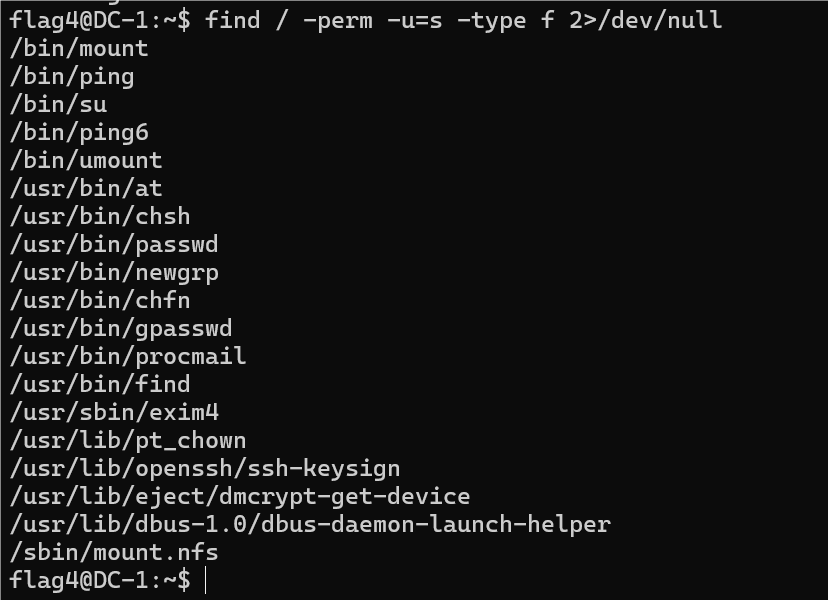 flag4@DC-1:~$ find / -perm -u=s -type f 2>/dev/null
/bin/mount
/bin/ping
/bin/su
/bin/ping6
/bin/umount
/usr/bin/at
/usr/bin/chsh
/usr/bin/passwd
/usr/bin/newgrp
/usr/bin/chfn
/usr/bin/gpasswd
/usr/bin/procmail
/usr/bin/find
/usr/sbin/exim4
/usr/lib/pt_chown
/usr/lib/openssh/ssh-keysign
/usr/lib/eject/dmcrypt-get-device
/usr/lib/dbus-1.0/dbus-daemon-launch-helper
/sbin/mount.nfs
flag4@DC-1:~$